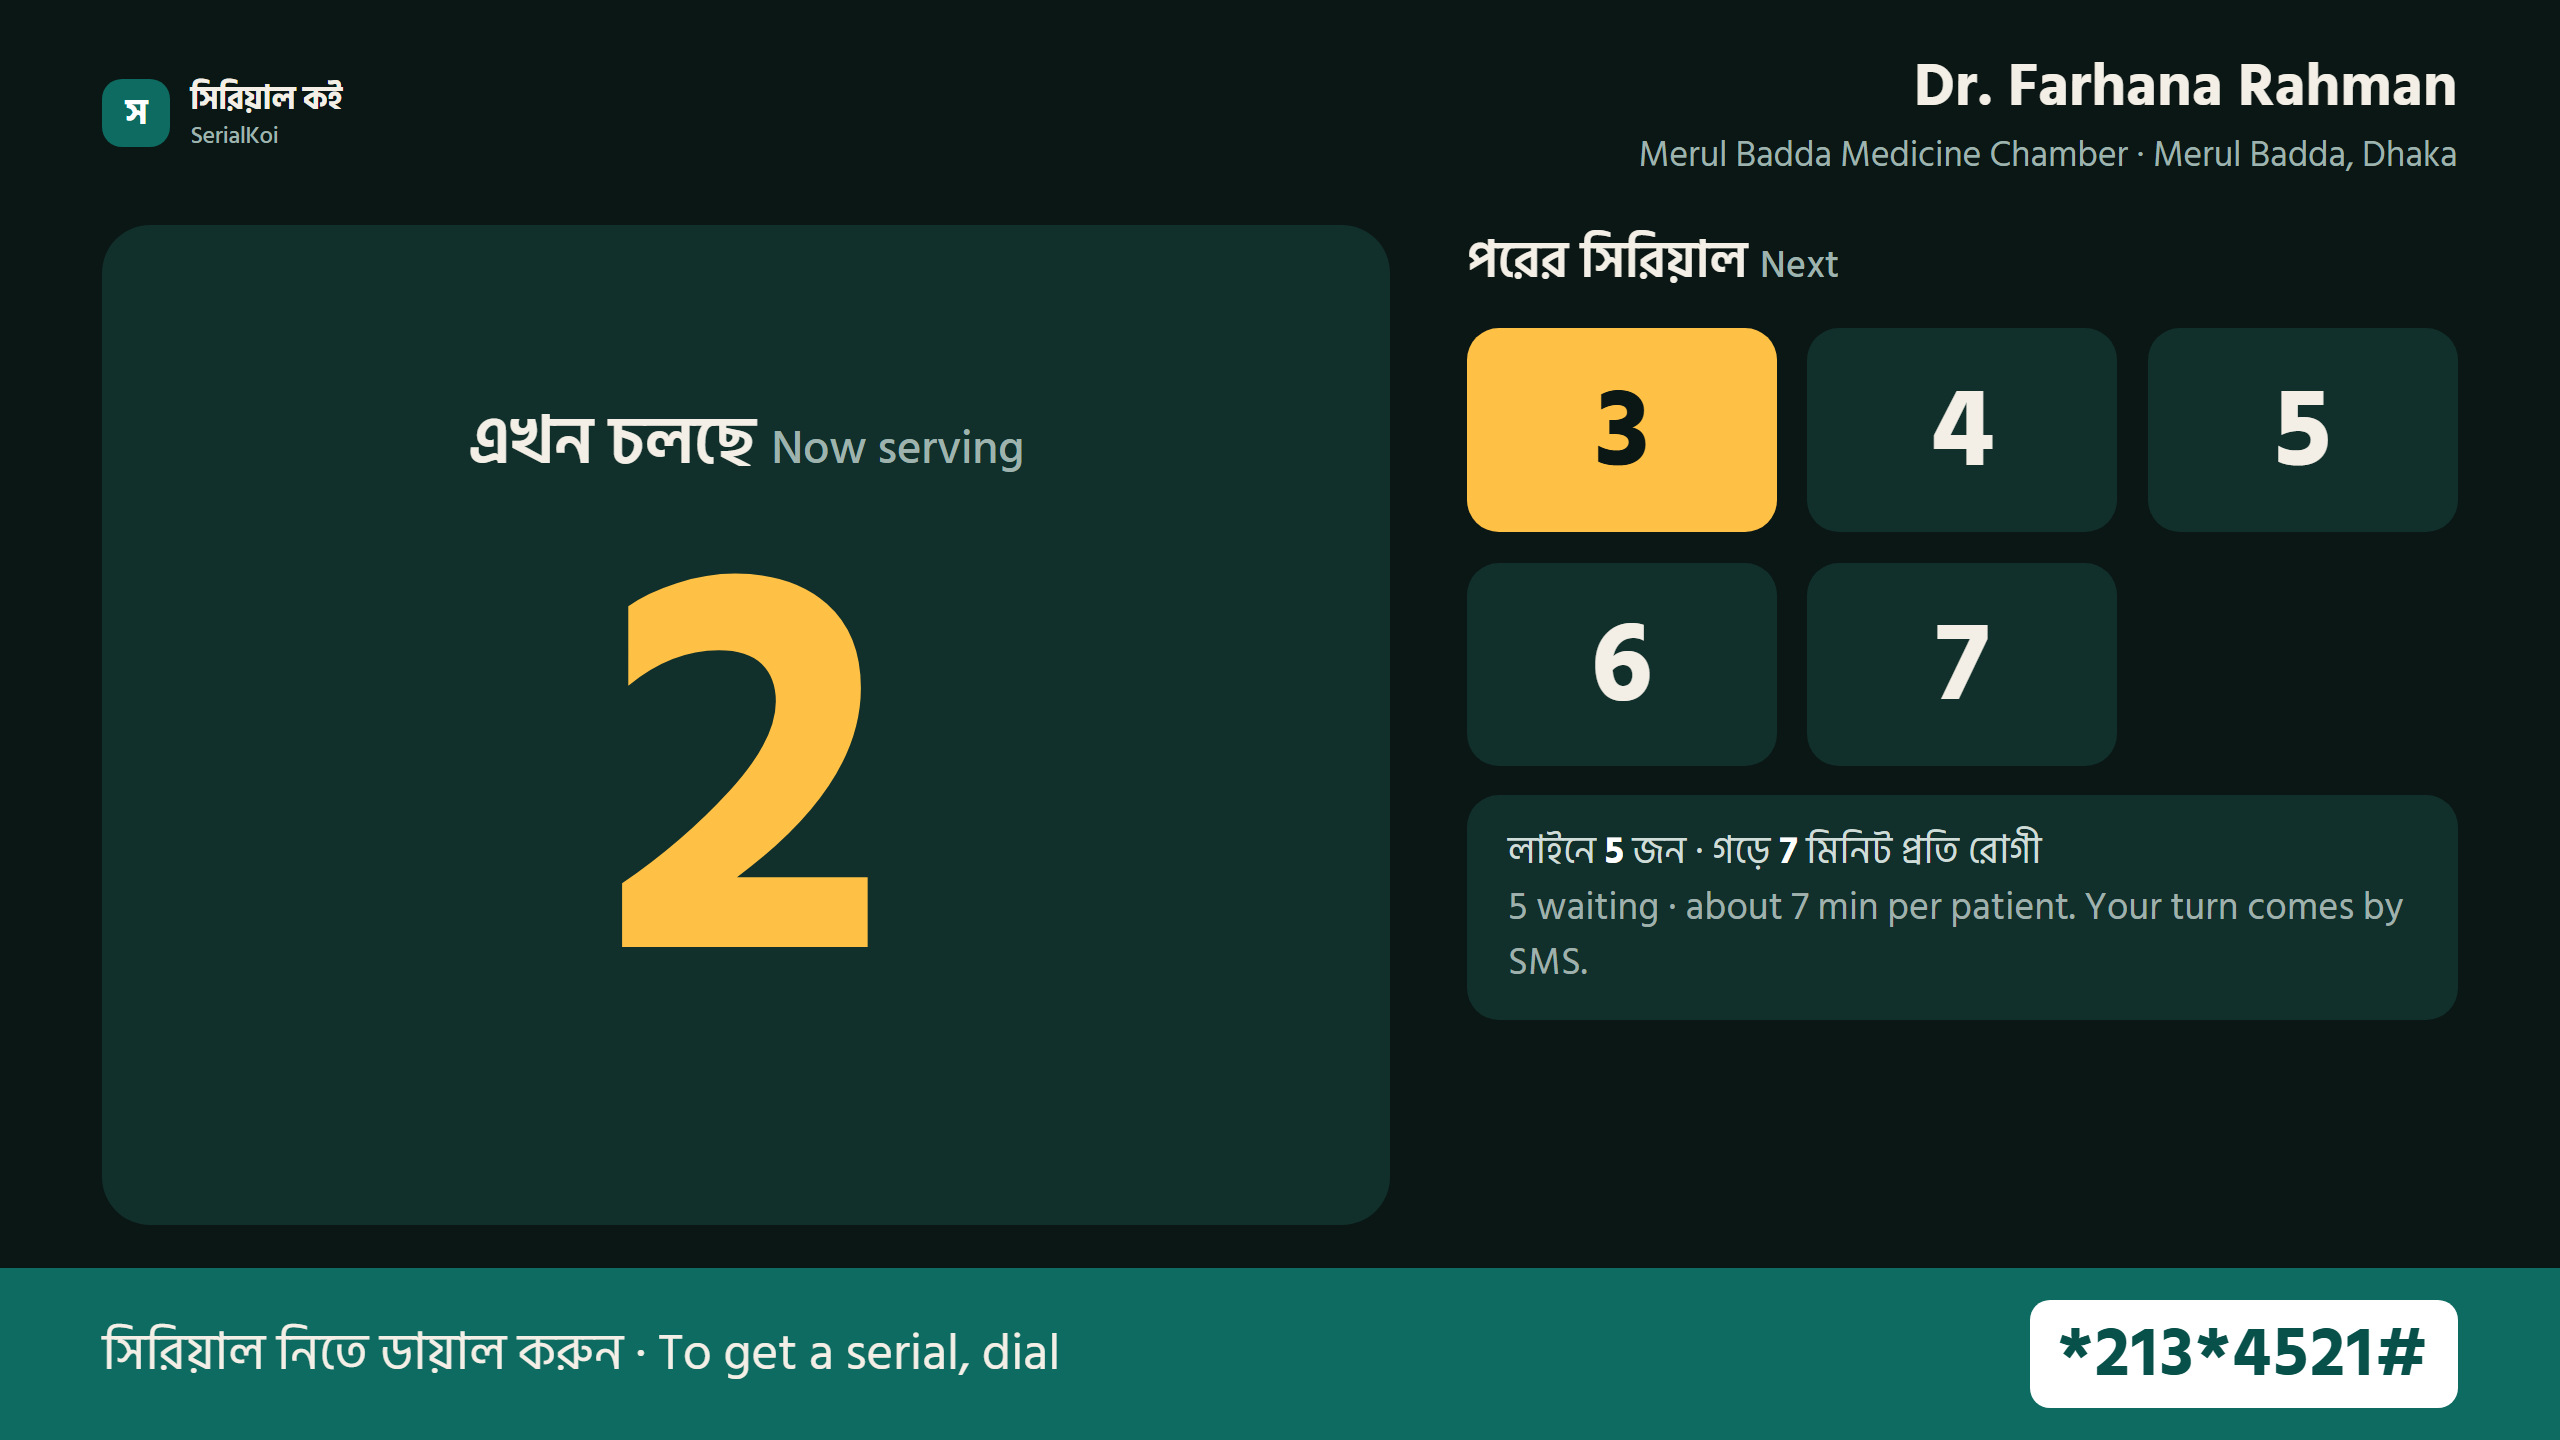 স
সিরিয়াল কই
SerialKoi
Dr. Farhana Rahman
Merul Badda Medicine Chamber · Merul Badda, Dhaka
এখন চলছে Now serving
2
পরের সিরিয়াল Next
3 4 5
6 7
লাইনে 5 জন · গড়ে 7 মিনিট প্রতি রোগী
5 waiting · about 7 min per patient. Your turn comes by
SMS.
সিরিয়াল নিতে ডায়াল করুন · To get a serial, dial
*213*4521#